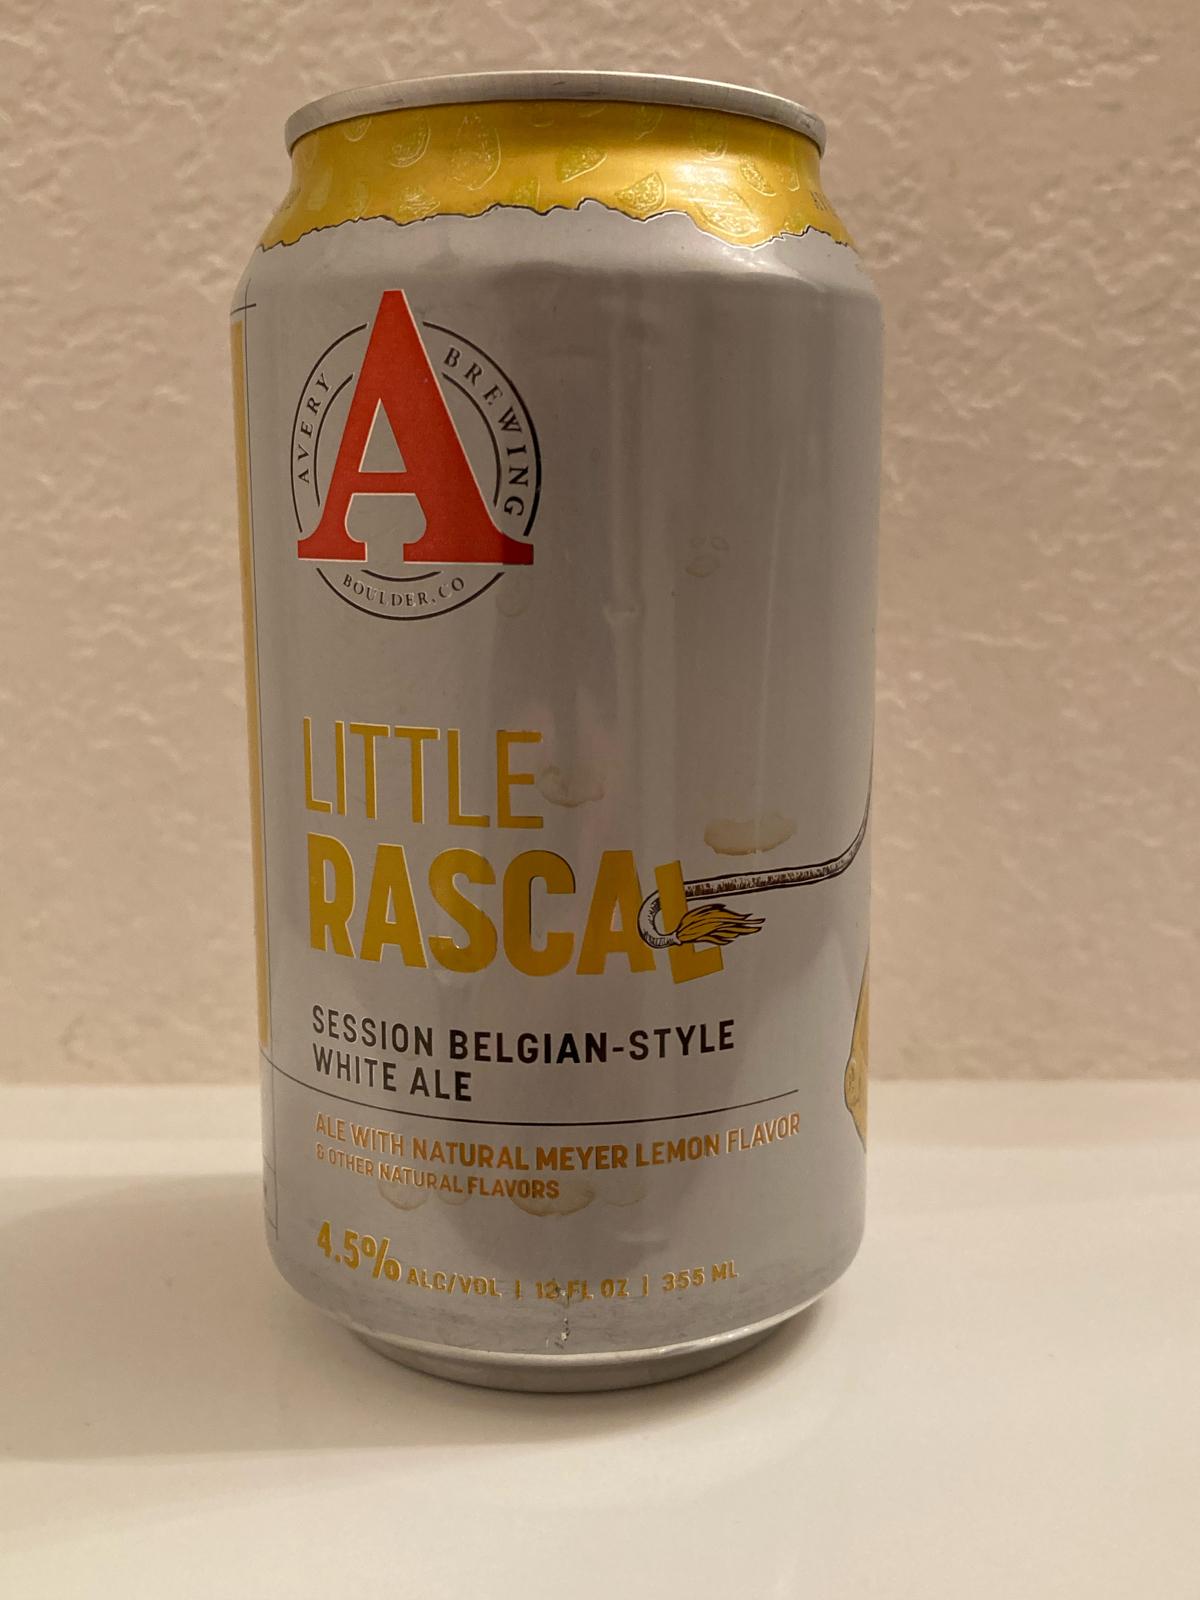 AVERY BREWING
A
BOULDER, CO
LITTLE
RASCAL
SESSION BELGIAN-STYLE
WHITE ALE
ALE WITH NATURAL MEYER LEMON FLAVOR
& OTHER NATURAL FLAVORS
4.5% ALC/VOL | 12 FL OZ | 355 ML